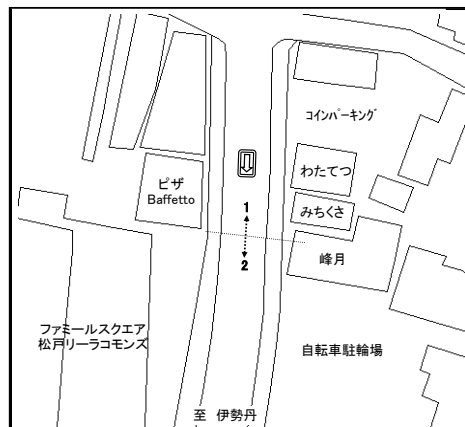 コインパーキング
わたてつ
ピザ
Baffetto
みちくさ
1
2
峰月
ファミールスクエア
松戸リーラコモンズ
自転車駐輪場
至 伊勢丹